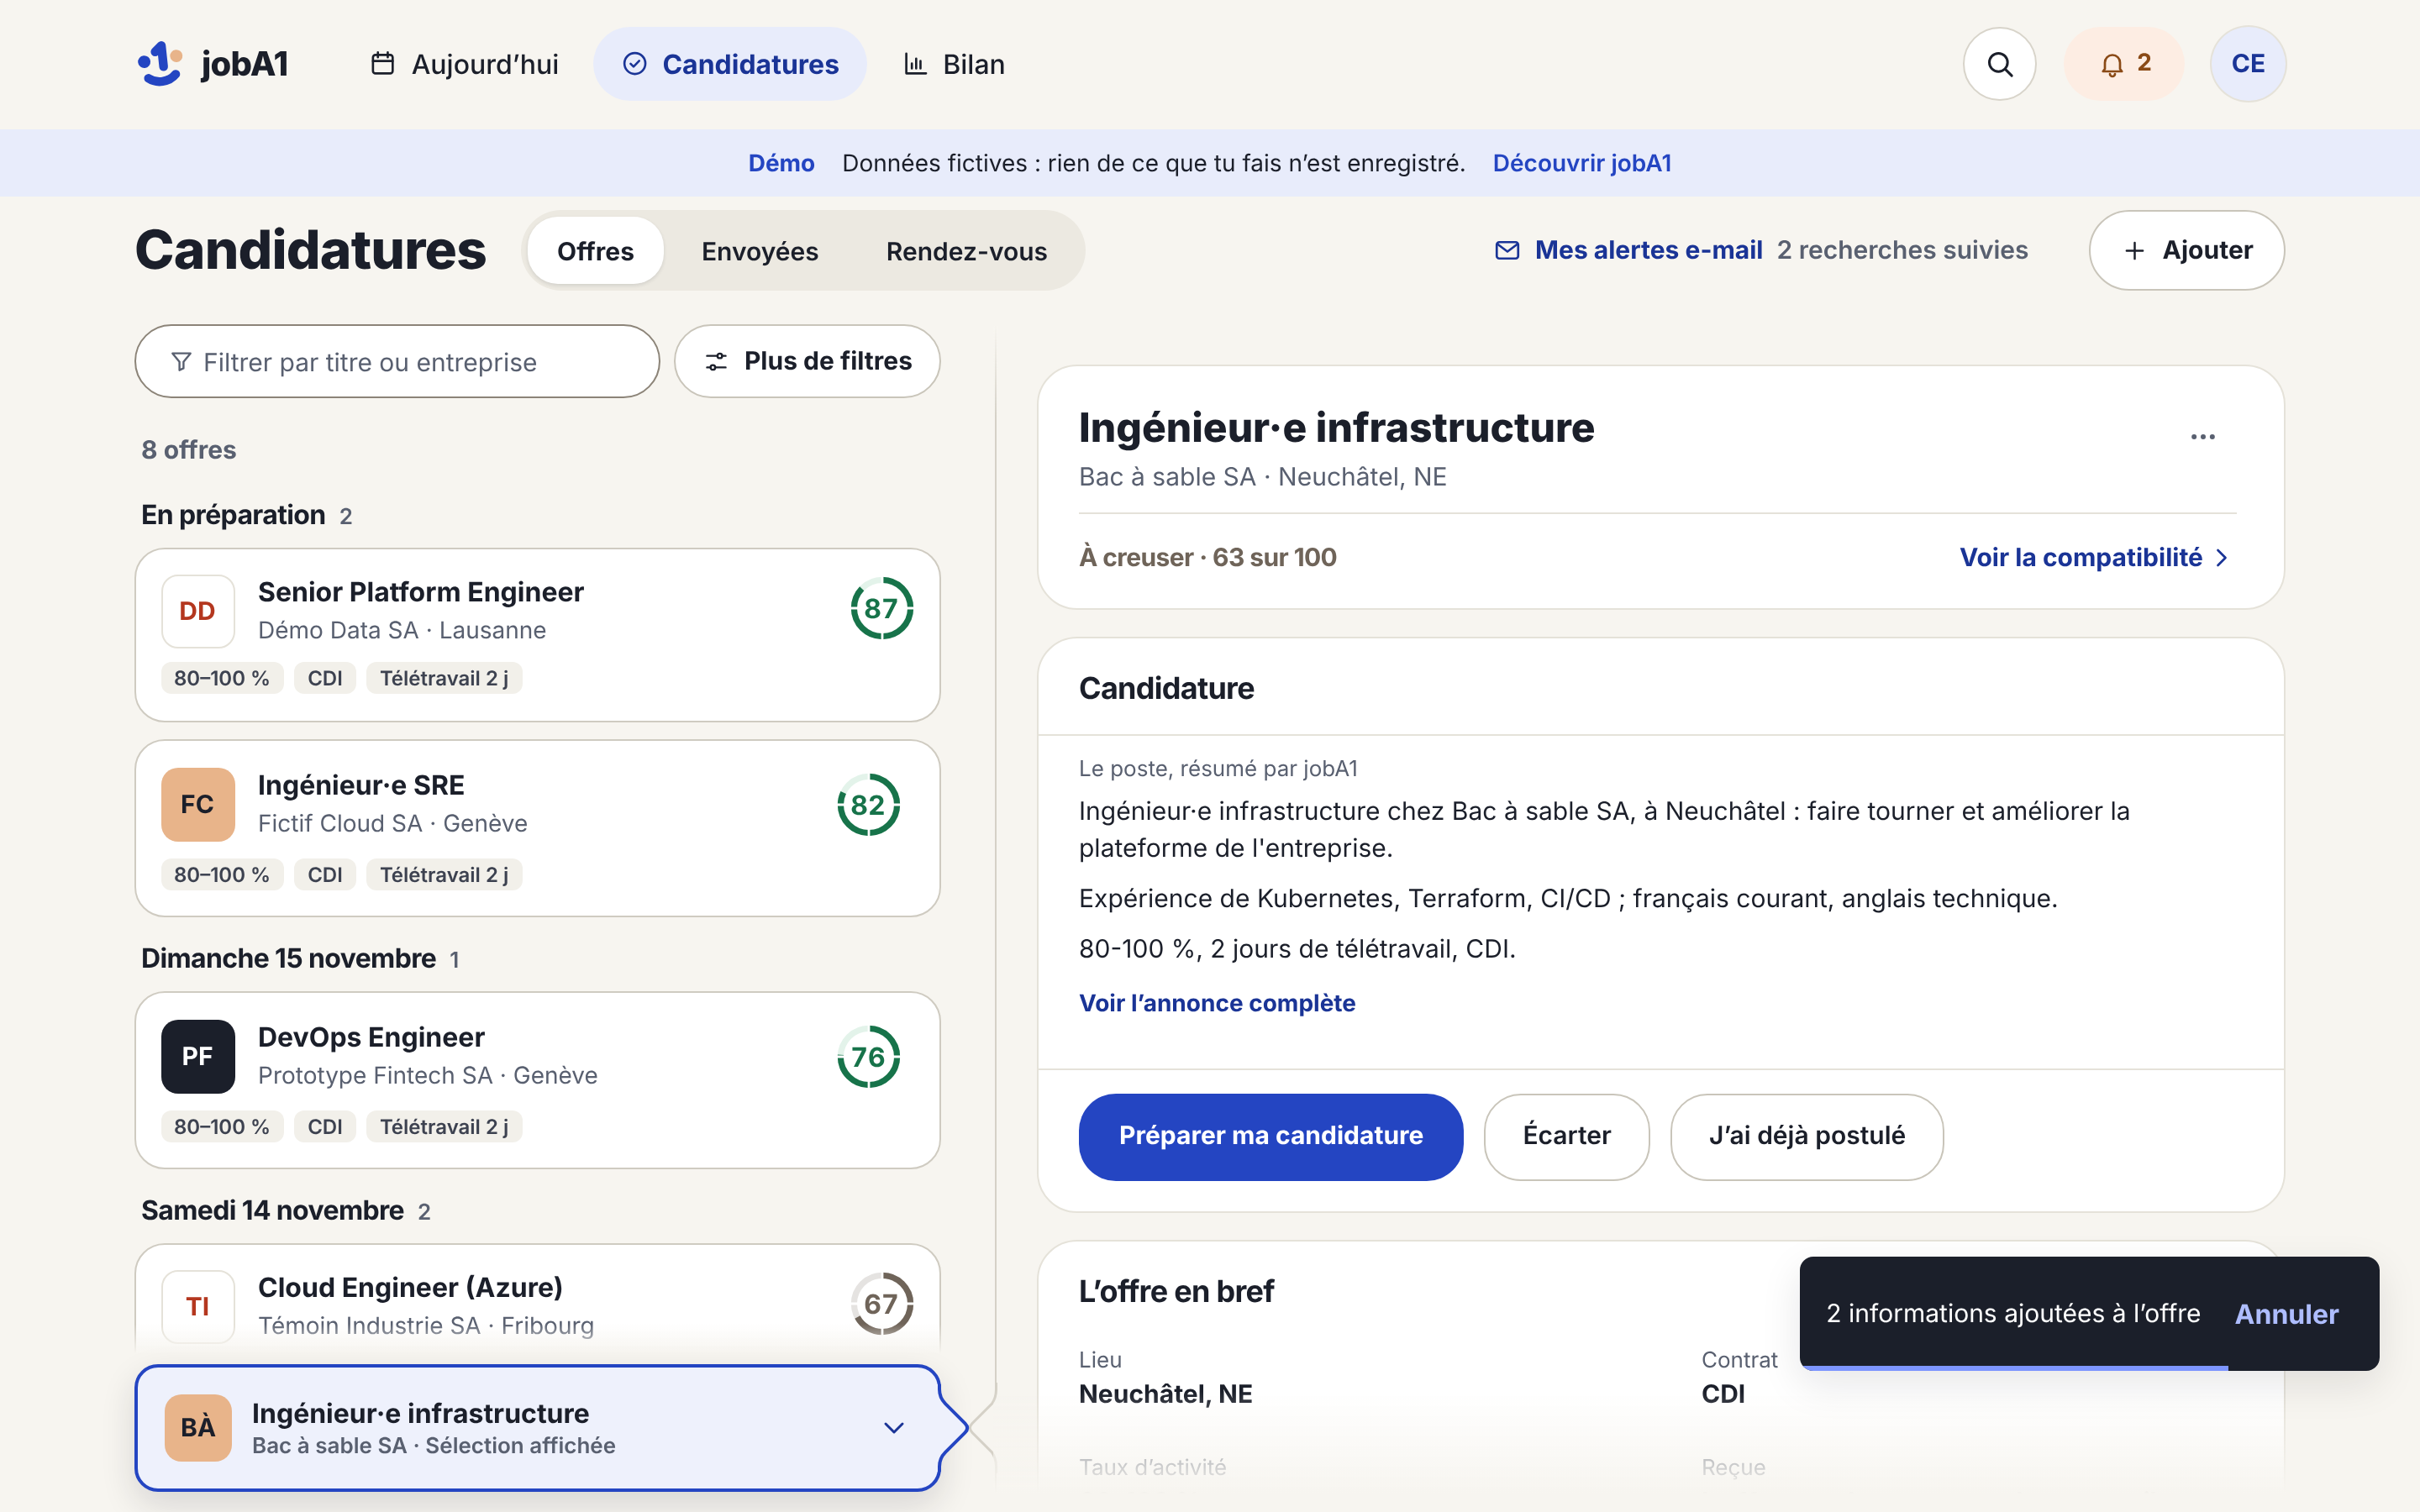 jobA1
Aujourd’hui
Candidatures
Bilan
2
CE
Démo Données fictives : rien de ce que tu fais n’est enregistré. Découvrir jobA1
Candidatures
Offres
Envoyées
Rendez-vous
Mes alertes e-mail 2 recherches suivies
Ajouter
Filtrer par titre ou entreprise
Plus de filtres
8 offres
En préparation 2
DD
Senior Platform Engineer
Démo Data SA · Lausanne
87
80–100 %
CDI
Télétravail 2 j
FC
Ingénieur·e SRE
Fictif Cloud SA · Genève
82
80–100 %
CDI
Télétravail 2 j
Dimanche 15 novembre 1
PF
DevOps Engineer
Prototype Fintech SA · Genève
76
80–100 %
CDI
Télétravail 2 j
Samedi 14 novembre 2
TI
Cloud Engineer (Azure)
Témoin Industrie SA · Fribourg
67
BÀ
Ingénieur·e infrastructure
Bac à sable SA · Sélection affichée
Ingénieur·e infrastructure
Bac à sable SA · Neuchâtel, NE
À creuser · 63 sur 100
Voir la compatibilité
Candidature
Le poste, résumé par jobA1
Ingénieur·e infrastructure chez Bac à sable SA, à Neuchâtel : faire tourner et améliorer la
plateforme de l'entreprise.
Expérience de Kubernetes, Terraform, CI/CD ; français courant, anglais technique.
80-100 %, 2 jours de télétravail, CDI.
Voir l’annonce complète
Préparer ma candidature
Écarter
J’ai déjà postulé
L’offre en bref
Lieu
Neuchâtel, NE
Contrat
CDI
Taux d’activité
Reçue
2 informations ajoutées à l’offre
Annuler